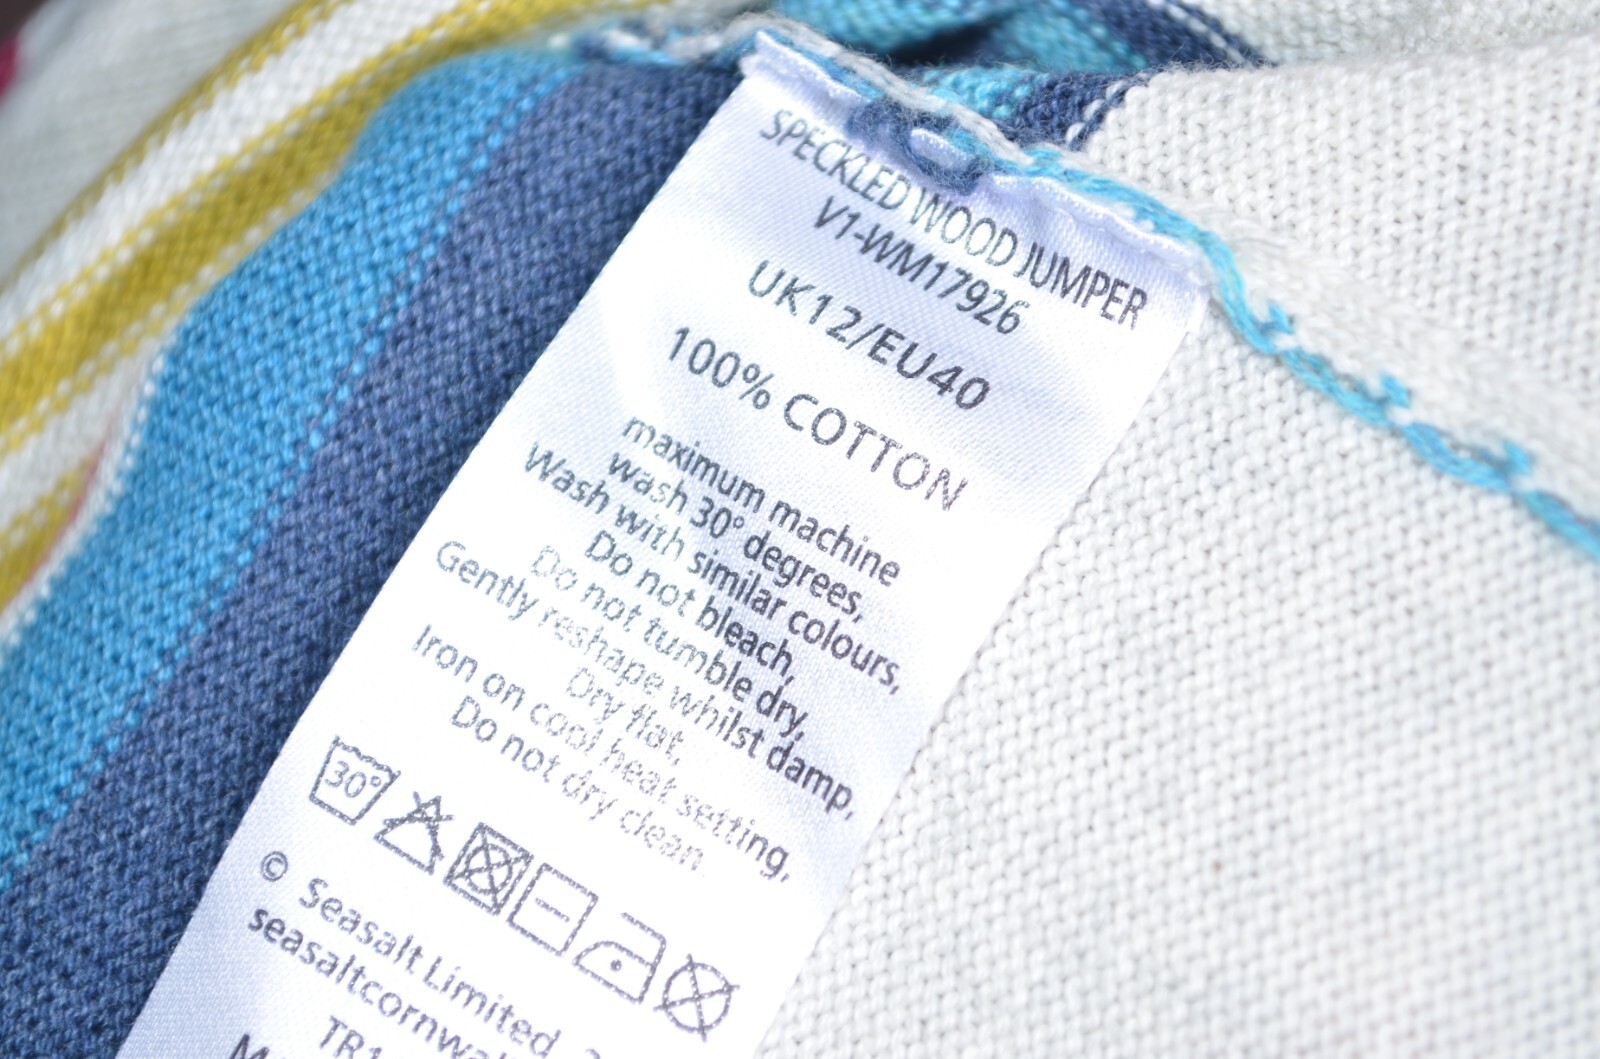 SPECKLED WOOD JUMPER
V1-WM17926
UK12/EU40
100% COTTON
maximum machine
wash 30° degrees,
Wash with similar colours,
Do not bleach,
Do not tumble dry,
Gently reshape whilst damp,
Dry flat,
Iron on cool heat setting,
Do not dry clean
30°
© Seasalt Limited
seasaltcornwal
TR1